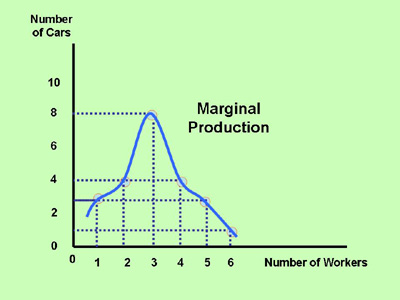 Number
of Cars
10
Marginal
Production
8
6
4
2
0
0 1 2 3 4 5 6 Number of Workers